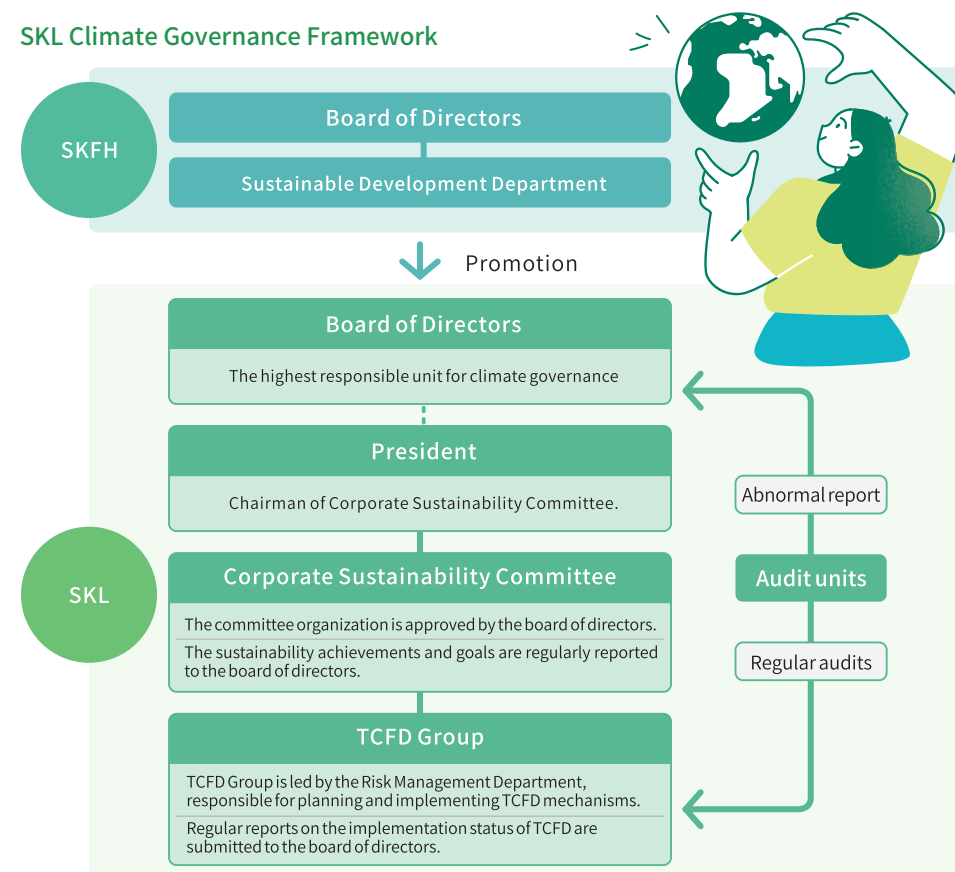 SKL Climate Governance Framework
SKFH
Board of Directors
Sustainable Development Department
Promotion
Board of Directors
The highest responsible unit for climate governance
President
Chairman of Corporate Sustainability Committee.
Abnormal report
SKL
Corporate Sustainability Committee
The committee organization is approved by the board of directors.
The sustainability achievements and goals are regularly reported
to the board of directors.
Audit units
Regular audits
TCFD Group
TCFD Group is led by the Risk Management Department,
responsible for planning and implementing TCFD mechanisms.
Regular reports on the implementation status of TCFD are
submitted to the board of directors.